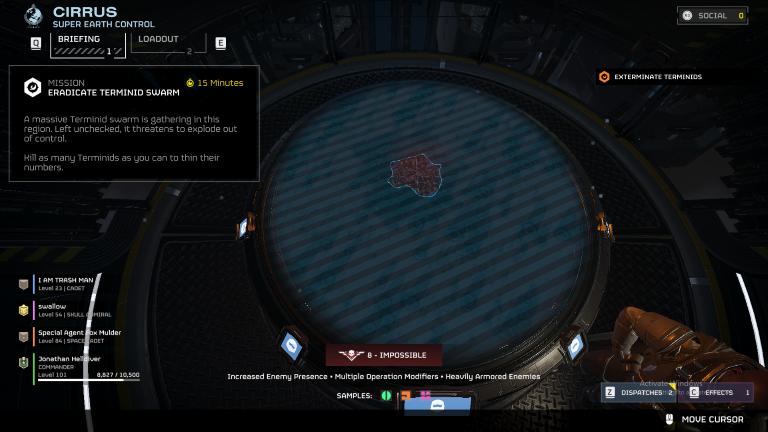 CIRRUS
SUPER EARTH CONTROL
Q
BRIEFING
1
LOADOUT
2
E
SOCIAL 0
MISSION
15 Minutes
ERADICATE TERMINID SWARM
A massive Terminid swarm is gathering in this
region. Left unchecked, it threatens to explode out
of control.
Kill as many Terminids as you can to thin their
numbers.
EXTERMINATE TERMINIDS
I AM TRASH MAN
Level 23 | CADET
swallow
Level 54 | SKULL ADMIRAL
Special Agent Fox Mulder
Level 84 | SPACE CADET
Jonathan Helldiver
COMMANDER
Level 101
8,827 / 10,500
8 - IMPOSSIBLE
Increased Enemy Presence • Multiple Operation Modifiers • Heavily Armored Enemies
SAMPLES:
Activate Windows
Z DISPATCHES 2
C EFFECTS 1
MOVE CURSOR